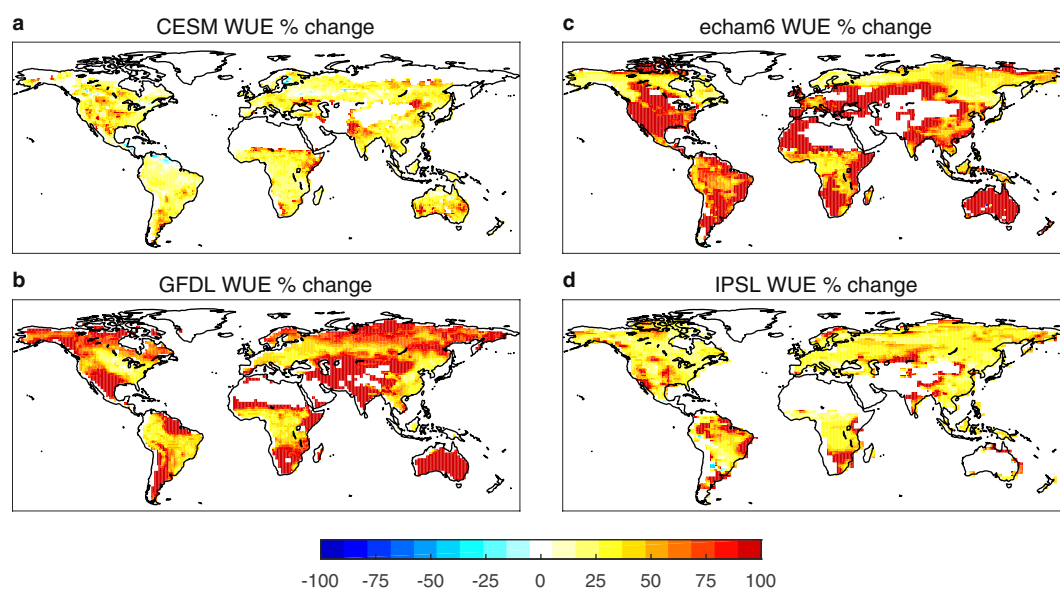 a CESM WUE % change
c echam6 WUE % change
b GFDL WUE % change
d IPSL WUE % change
-100 -75 -50 -25 0 25 50 75 100